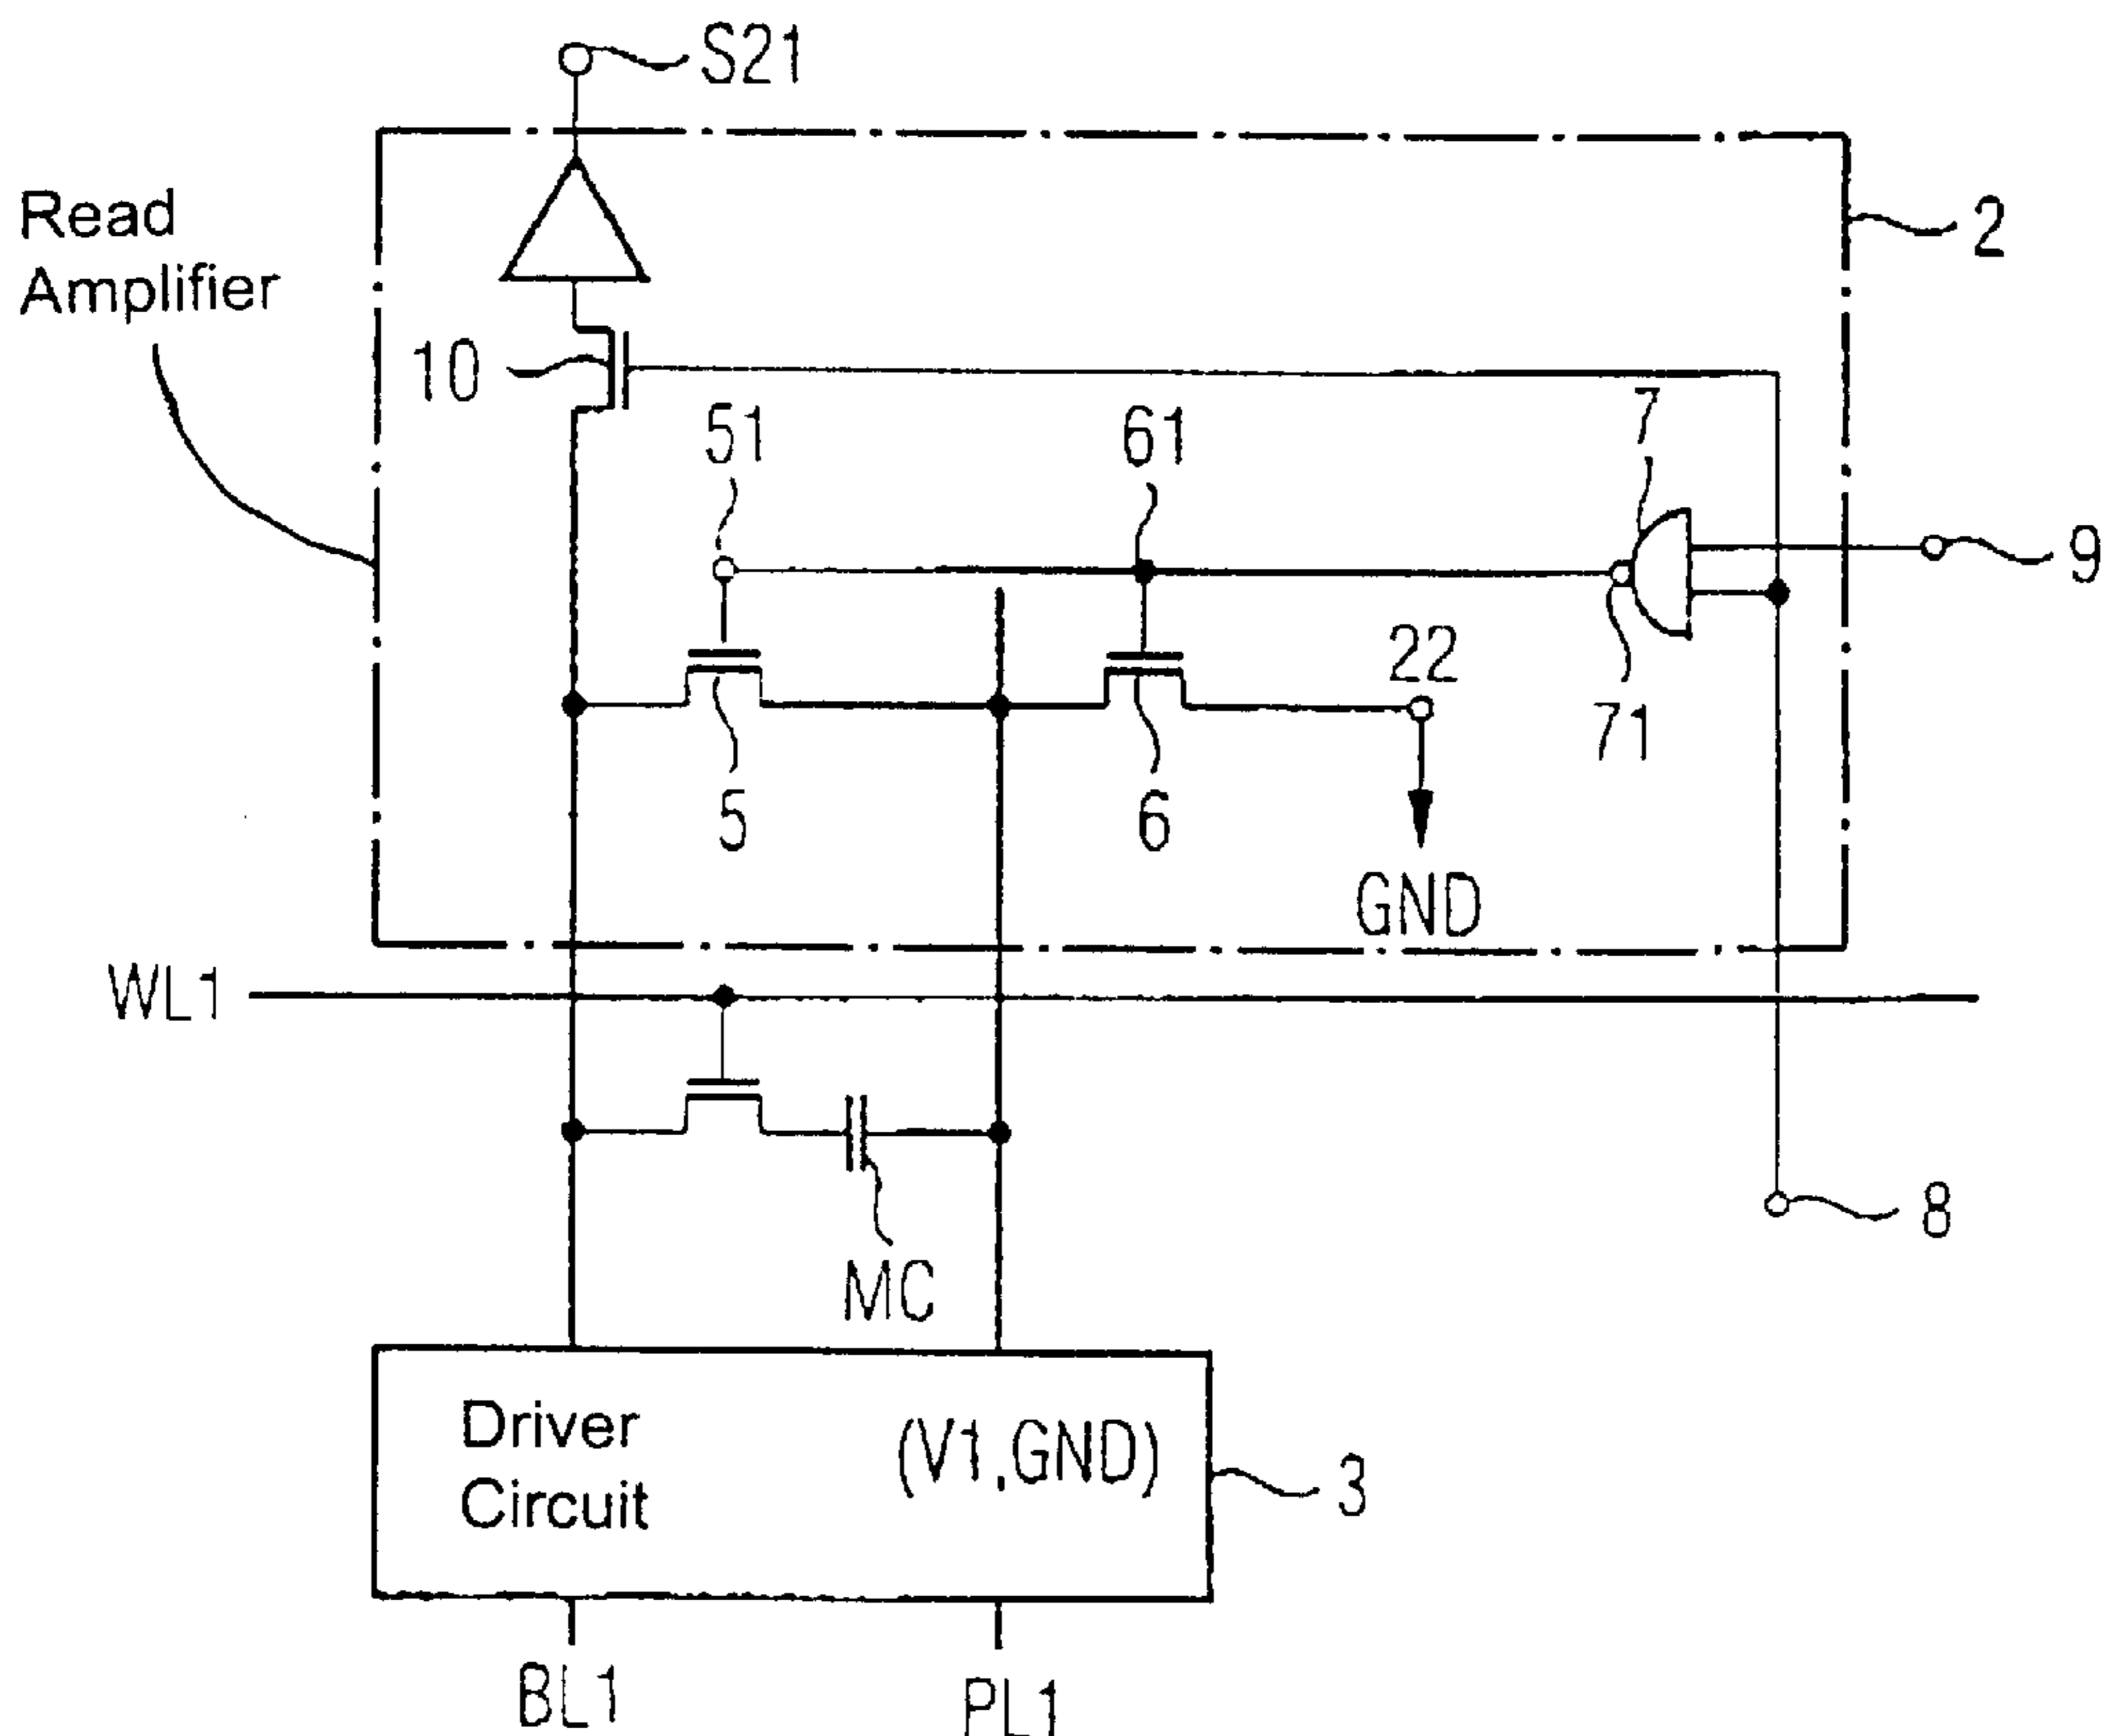 S21
Read
Amplifier
2
10
51
61
7
9
22
71
5
6
GND
WL1
8
MC
Driver
Circuit
(V1,GND)
3
BL1
PL1